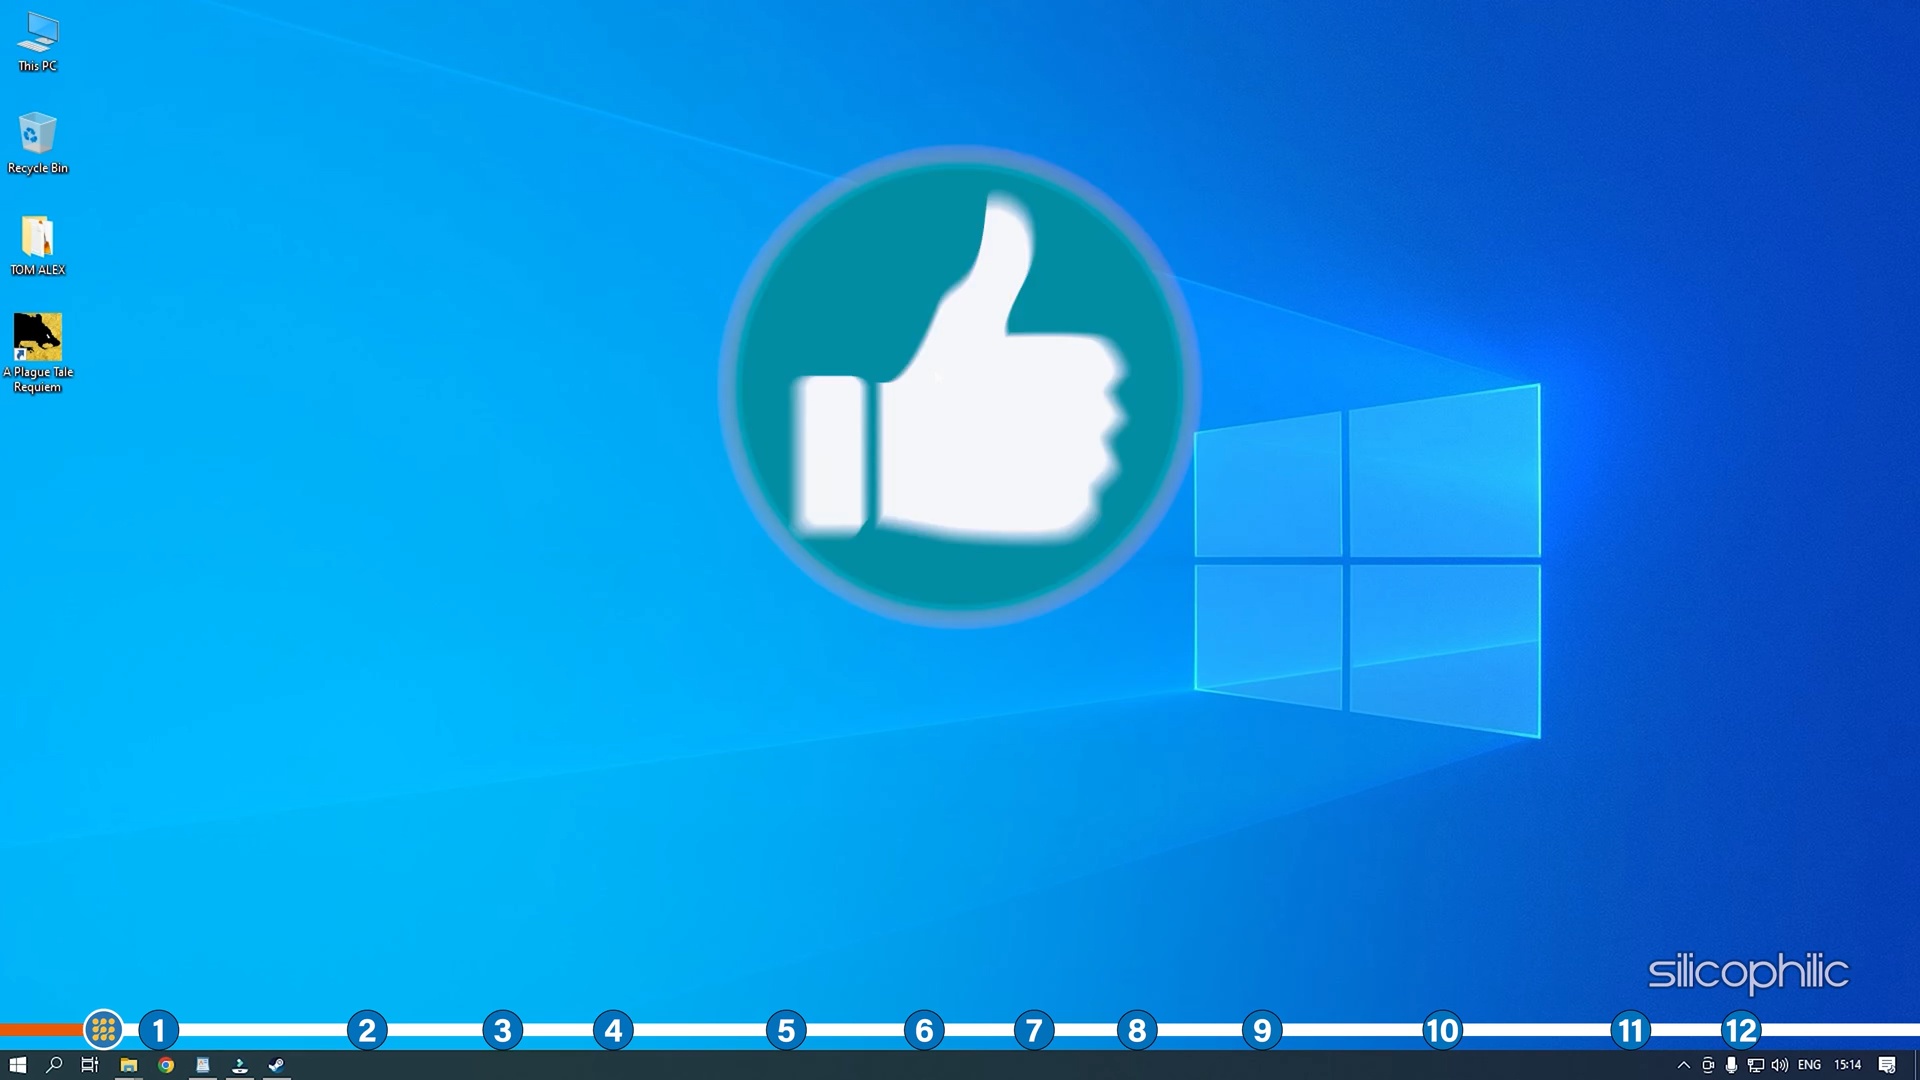 This PC
Recycle Bin
TOM ALEX
A Plague Tale
Requiem
silicophilic
1 2 3 4 5 6 7 8 9 10 11 12
ENG 15:14